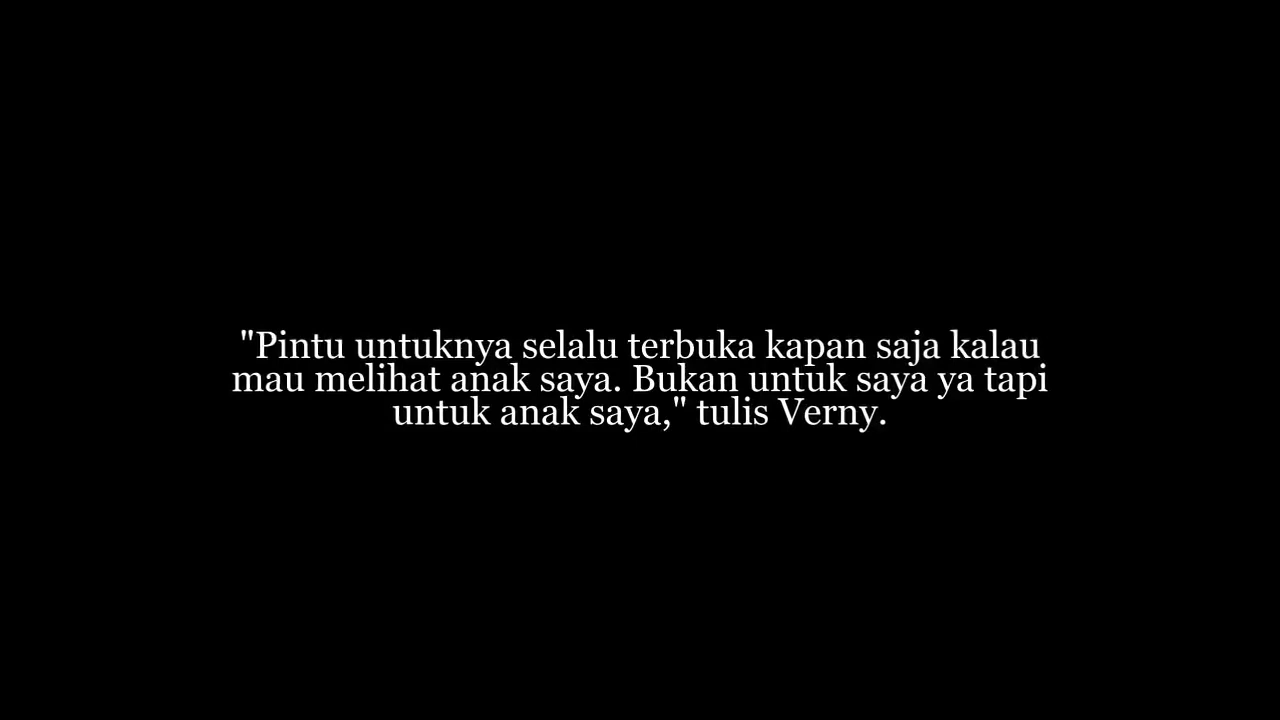 "Pintu untuknya selalu terbuka kapan saja kalau
mau melihat anak saya. Bukan untuk saya ya tapi
untuk anak saya," tulis Verny.